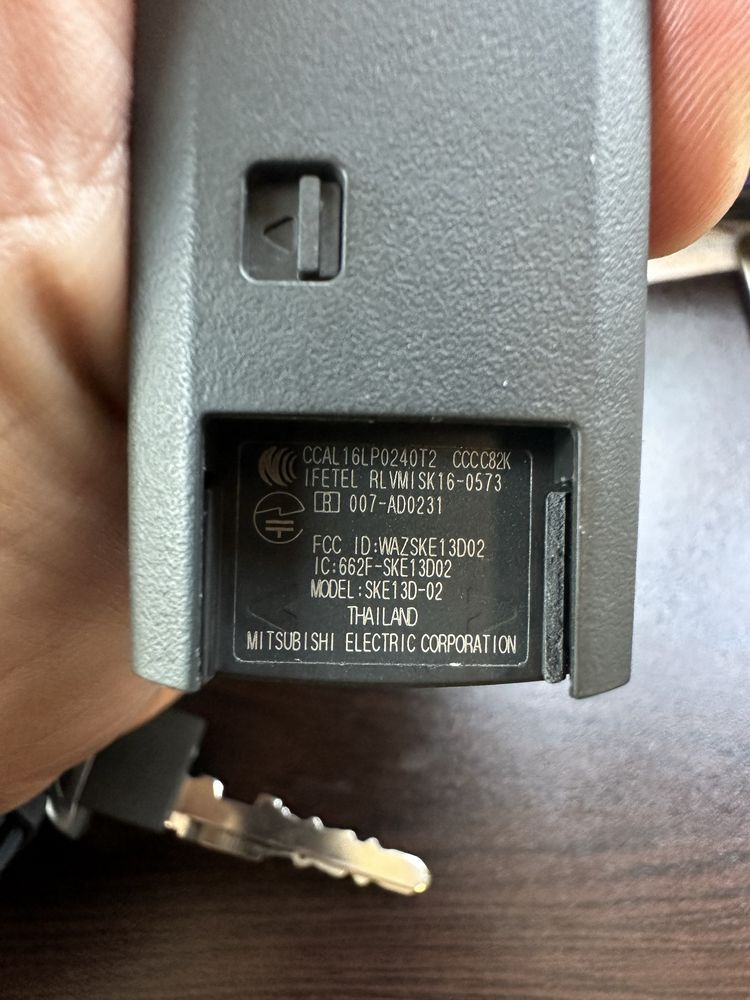 CCAL16LP0240T2 CCCC82K
IFETEL RLVMISK16-0573
R 007-AD0231
FCC ID:WAZSKE13D02
IC:662F-SKE13D02
MODEL:SKE13D-02
THAILAND
MITSUBISHI ELECTRIC CORPORATION